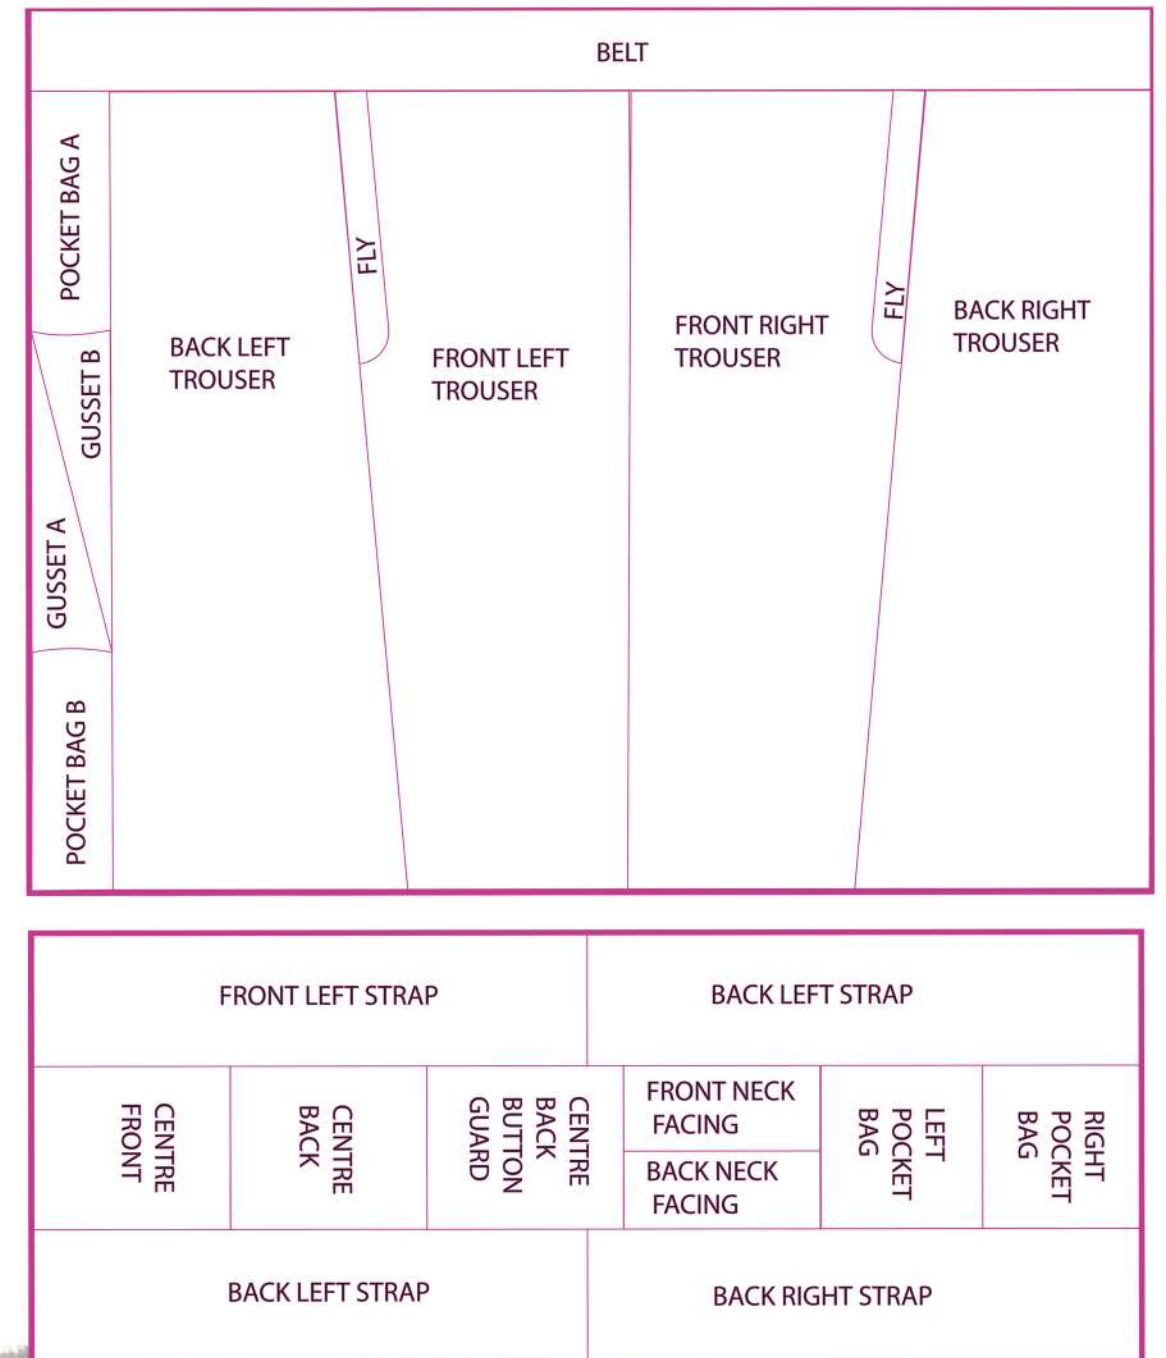 BELT
POCKET BAG A
FLY
FLY
GUSSET B
BACK LEFT
TROUSER
FRONT LEFT
TROUSER
FRONT RIGHT
TROUSER
BACK RIGHT
TROUSER
GUSSET A
POCKET BAG B
FRONT LEFT STRAP
BACK LEFT STRAP
CENTRE
FRONT
CENTRE
BACK
CENTRE
BACK
BUTTON
GUARD
FRONT NECK
FACING
BACK NECK
FACING
LEFT
POCKET
BAG
RIGHT
POCKET
BAG
BACK LEFT STRAP
BACK RIGHT STRAP